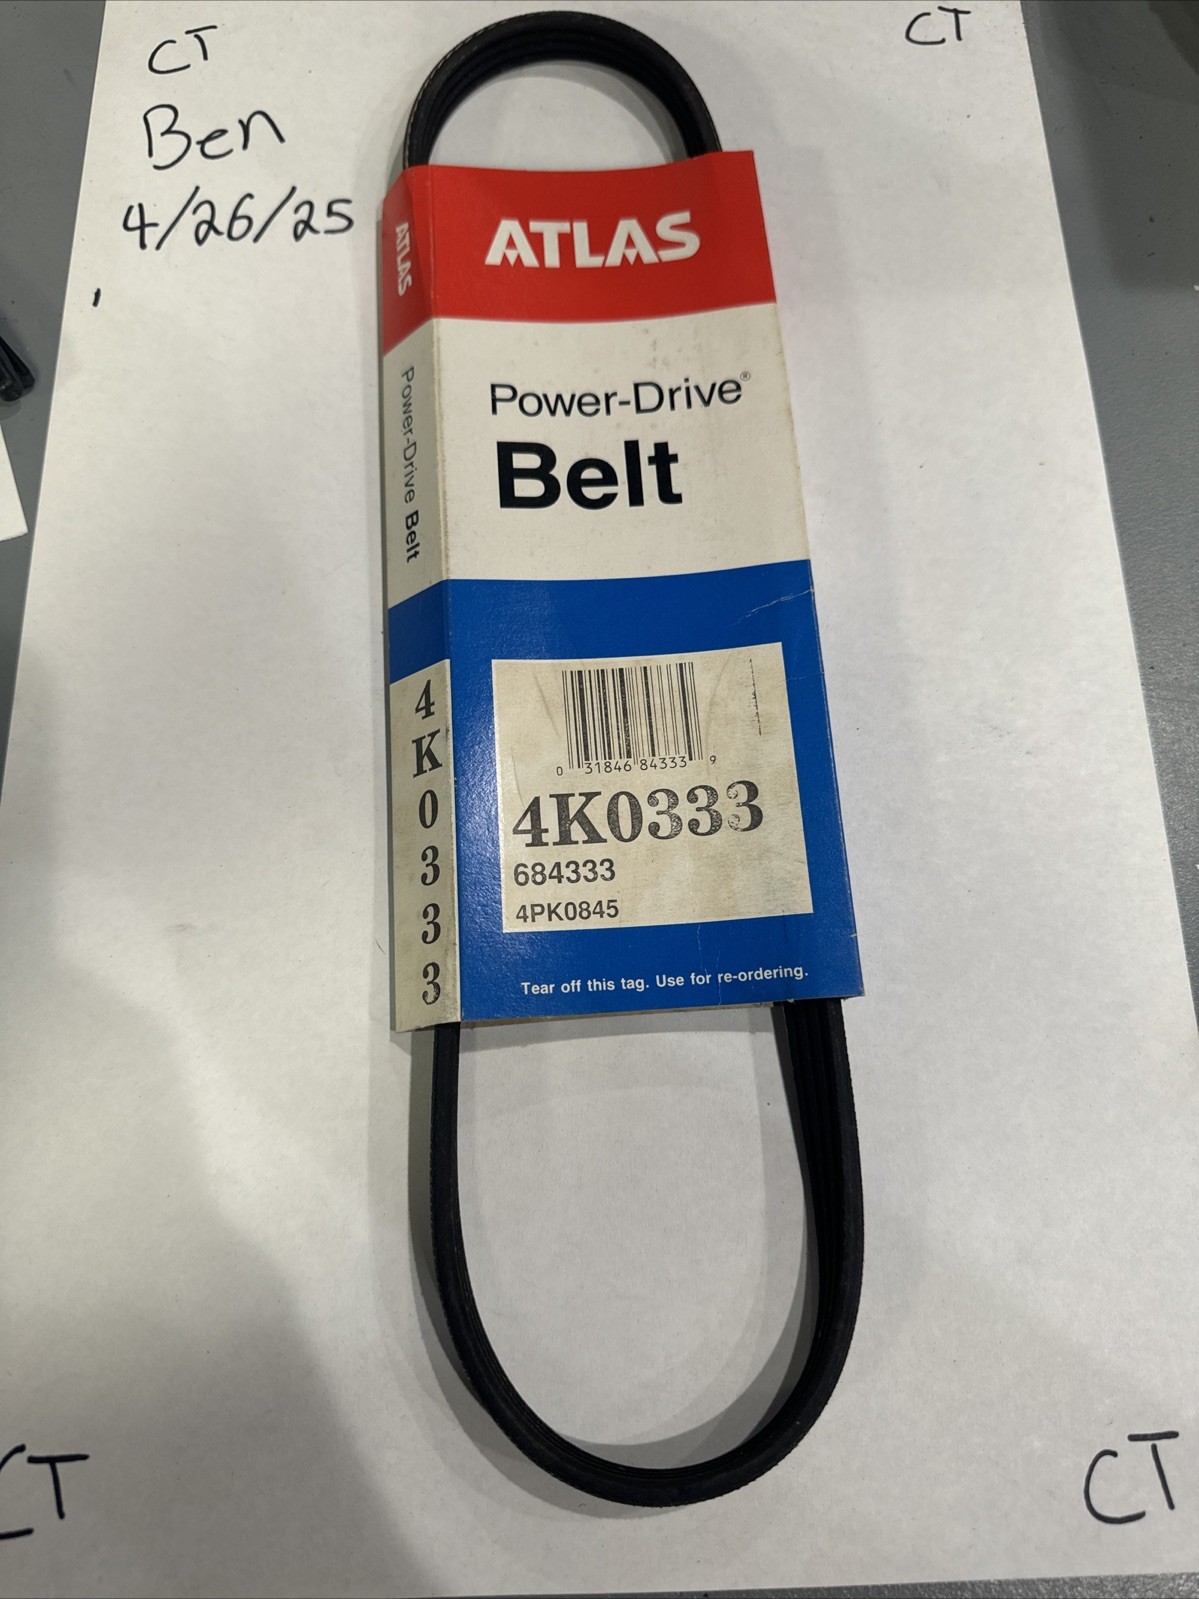 CT
CT
Ben
4/26/25
ATLAS
ATLAS
Power-Drive®
Belt
Power-Drive Belt
0 31846 84333 9
4K0333
684333
4PK0845
4
K
0
3
3
3
Tear off this tag. Use for re-ordering.
CT
CT